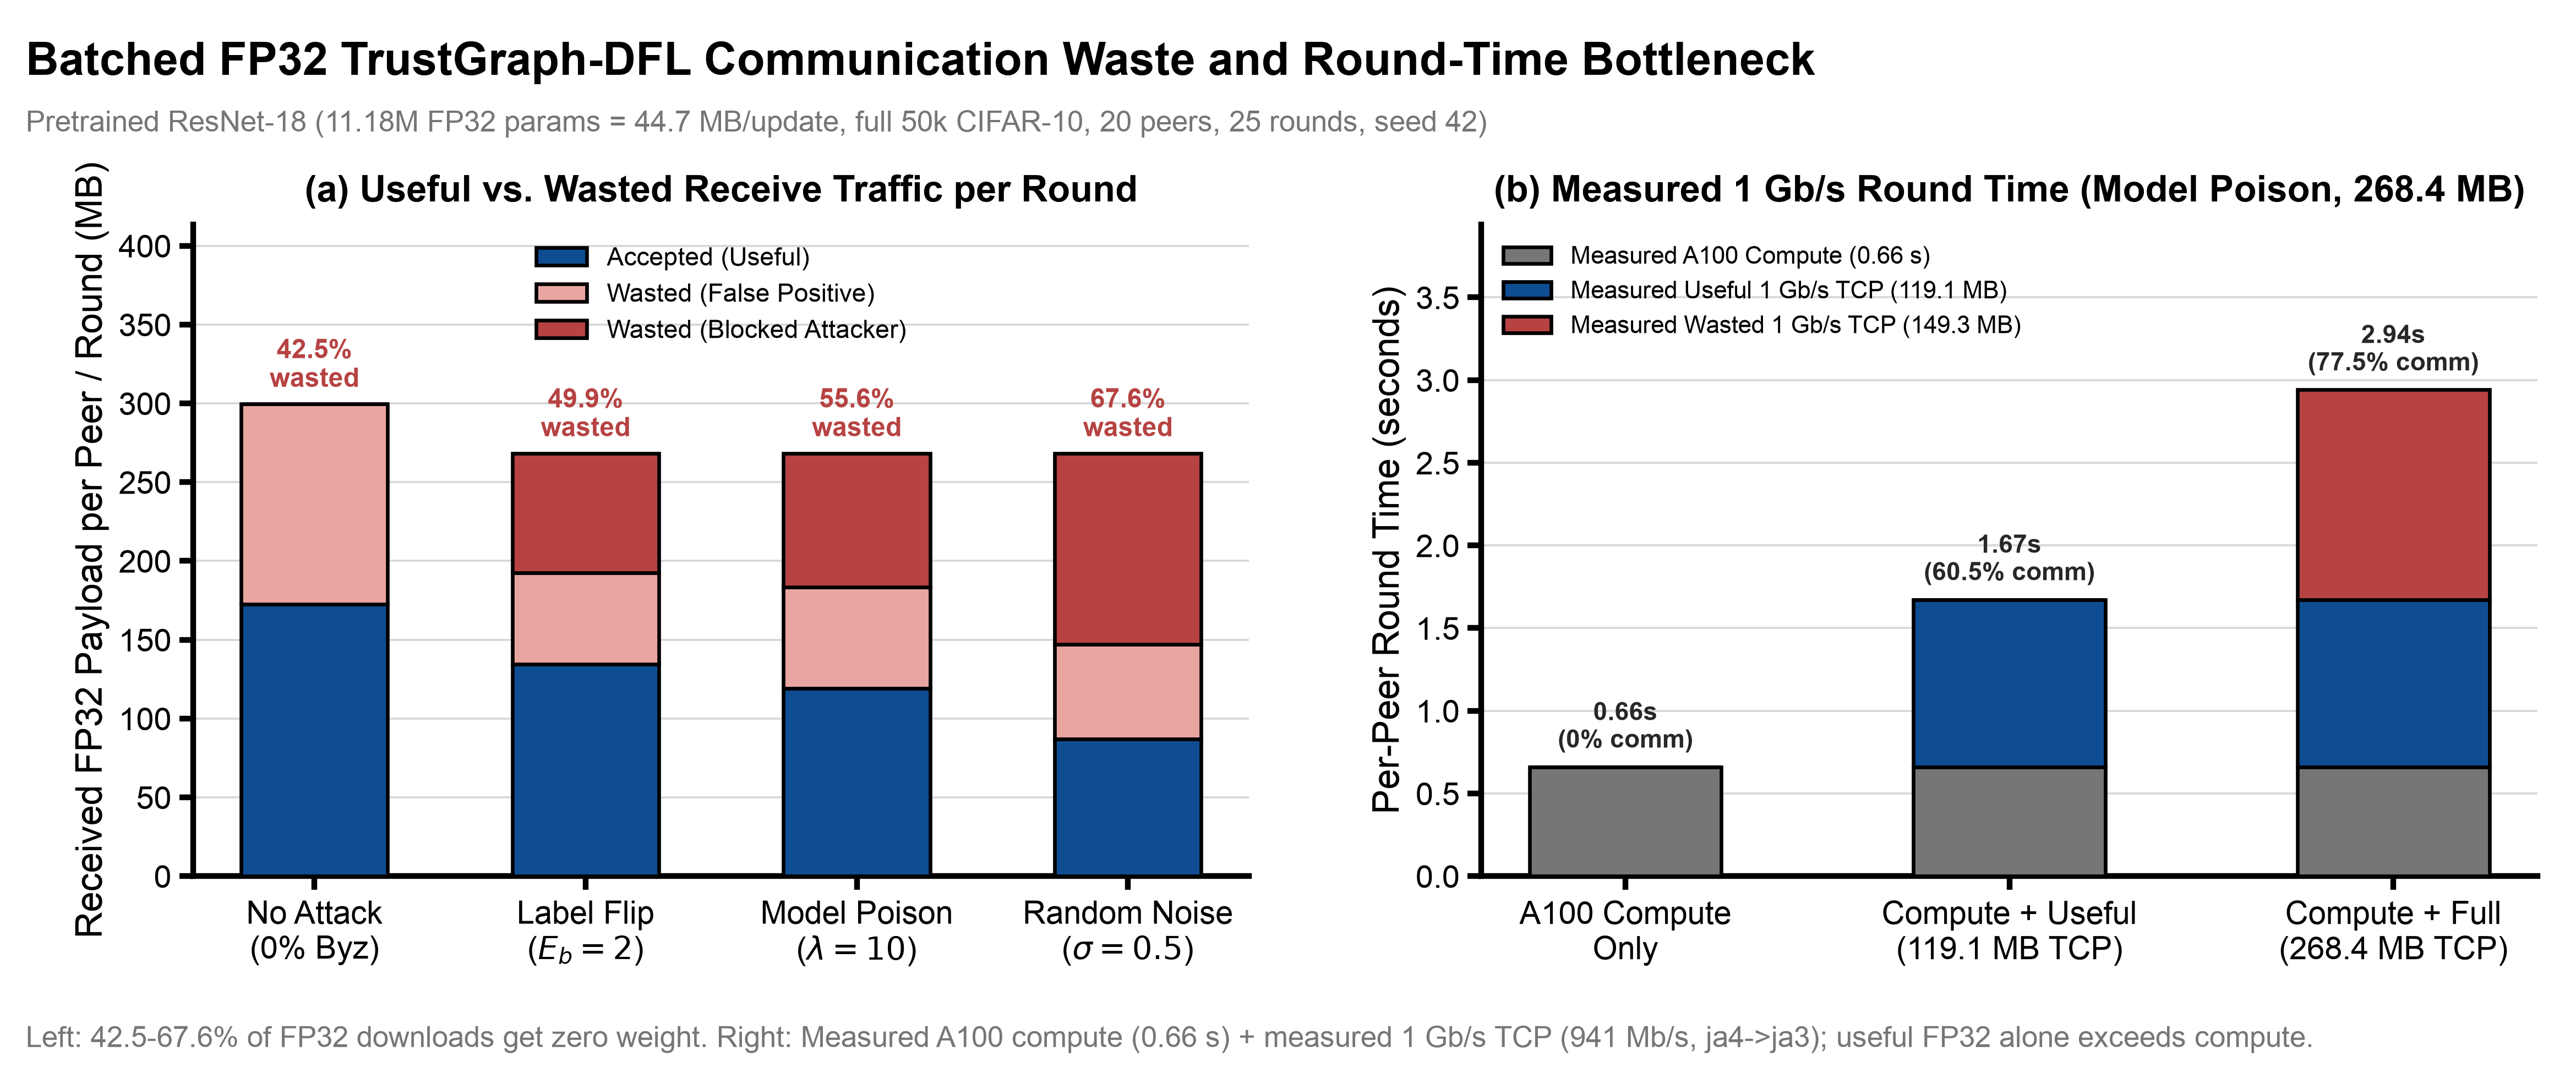 Batched FP32 TrustGraph-DFL Communication Waste and Round-Time Bottleneck
Pretrained ResNet-18 (11.18M FP32 params = 44.7 MB/update, full 50k CIFAR-10, 20 peers, 25 rounds, seed 42)
(a) Useful vs. Wasted Receive Traffic per Round
Received FP32 Payload per Peer / Round (MB)
400
350
300
250
200
150
100
50
0
Accepted (Useful)
Wasted (False Positive)
Wasted (Blocked Attacker)
42.5%
wasted
49.9%
wasted
55.6%
wasted
67.6%
wasted
No Attack
(0% Byz)
Label Flip
(E_b = 2)
Model Poison
(λ = 10)
Random Noise
(σ = 0.5)
(b) Measured 1 Gb/s Round Time (Model Poison, 268.4 MB)
Per-Peer Round Time (seconds)
3.5
3.0
2.5
2.0
1.5
1.0
0.5
0.0
Measured A100 Compute (0.66 s)
Measured Useful 1 Gb/s TCP (119.1 MB)
Measured Wasted 1 Gb/s TCP (149.3 MB)
0.66s
(0% comm)
1.67s
(60.5% comm)
2.94s
(77.5% comm)
A100 Compute
Only
Compute + Useful
(119.1 MB TCP)
Compute + Full
(268.4 MB TCP)
Left: 42.5-67.6% of FP32 downloads get zero weight. Right: Measured A100 compute (0.66 s) + measured 1 Gb/s TCP (941 Mb/s, ja4->ja3); useful FP32 alone exceeds compute.